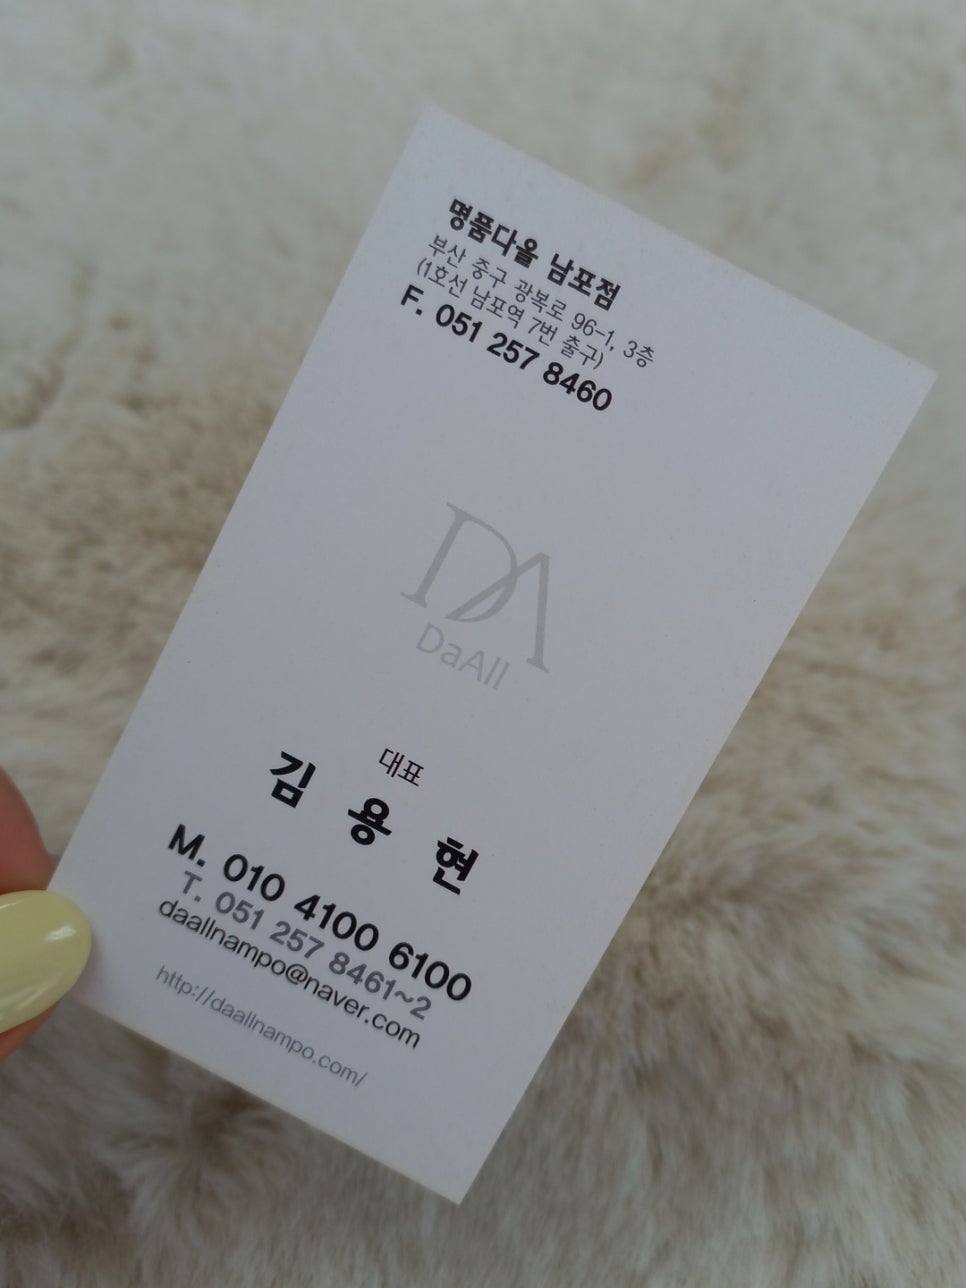 명품다올 남포점
부산 중구 광복로 96-1, 3층
(1호선 남포역 7번 출구)
F. 051 257 8460
DA
DaAll
대표
김 용 현
M. 010 4100 6100
T. 051 257 8461~2
daallnampo@naver.com
http://daallnampo.com/